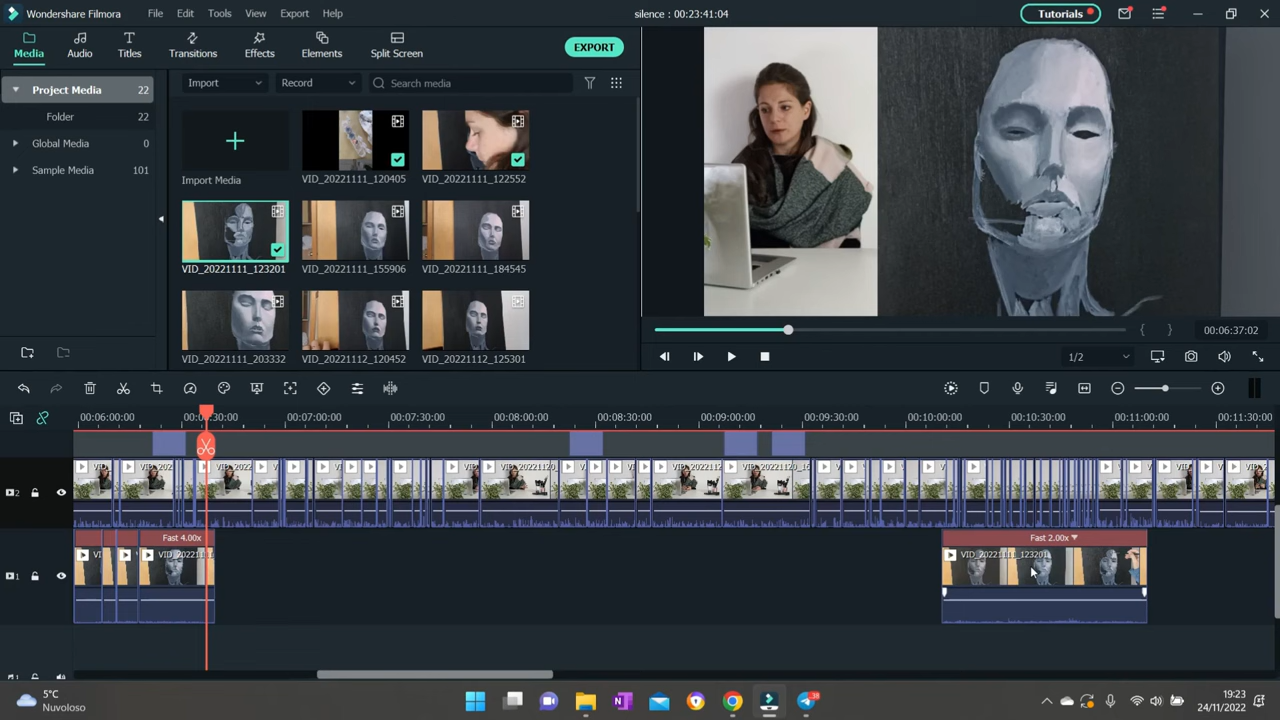 Wondershare Filmora File Edit Tools View Export Help silence : 00:23:41:04 Tutorials
Media Audio Titles Transitions Effects Elements Split Screen EXPORT
Project Media 22
Folder 22
Global Media 0
Sample Media 101
Import Record Search media
Import Media VID_20221111_120405 VID_20221111_122552
VID_20221111_123201 VID_20221111_155906 VID_20221111_184545
VID_20221111_203332 VID_20221112_120452 VID_20221112_125301
{ } 00:06:37:02
1/2
00:06:00:00 00:07:00:00 00:07:30:00 00:08:00:00 00:08:30:00 00:09:00:00 00:09:30:00 00:10:00:00 00:10:30:00 00:11:00:00 00:11:30:00
2
Fast 4.00x Fast 2.00x
1 VID_20221111_123201
5°C
Nuvoloso
38
19:23
24/11/2022